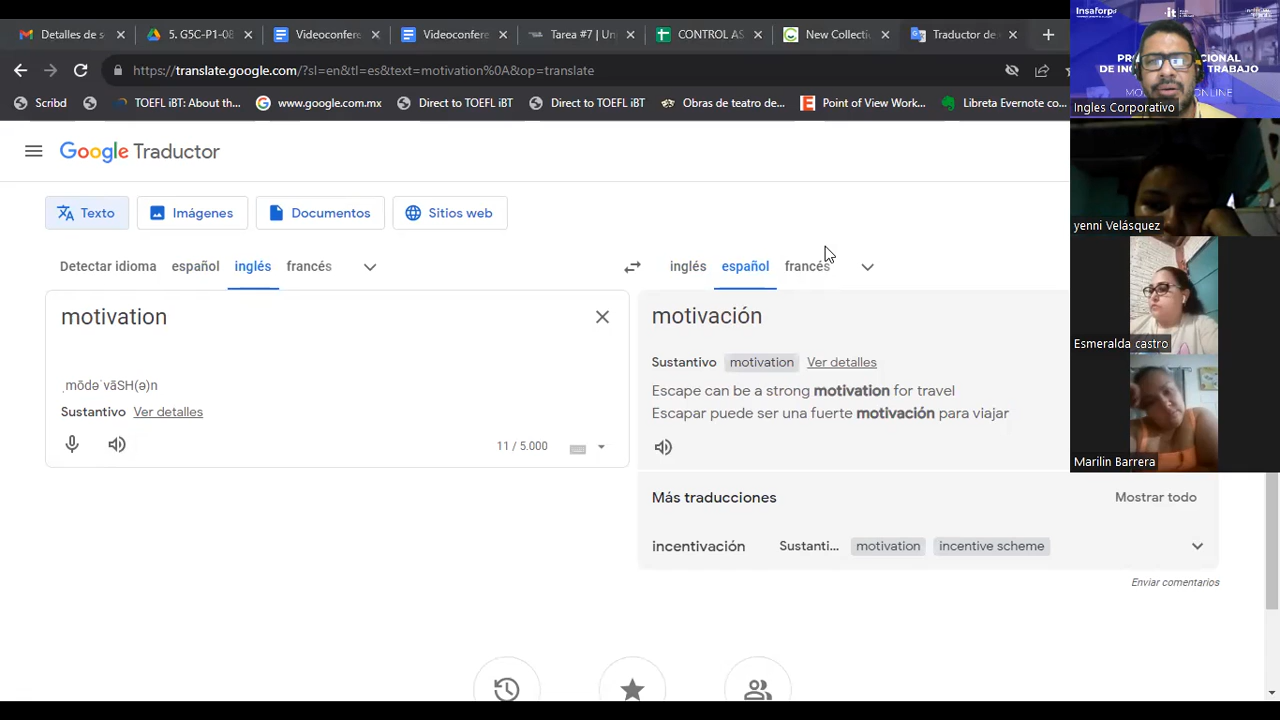 Detalles de s
5. G5C-P1-08
Videoconfere
Videoconfere
Tarea #7 | Un
CONTROL AS
New Collecti
Traductor de
https://translate.google.com/?sl=en&tl=es&text=motivation%0A&op=translate
Scribd
TOEFL iBT: About th...
www.google.com.mx
Direct to TOEFL iBT
Direct to TOEFL iBT
Obras de teatro de...
Point of View Work...
Libreta Evernote co...
Google Traductor
Texto
Imágenes
Documentos
Sitios web
Detectar idioma
español
inglés
francés
inglés
español
francés
motivation
ˌmōdəˈvāSH(ə)n
Sustantivo Ver detalles
11 / 5.000
motivación
Sustantivo motivation Ver detalles
Escape can be a strong motivation for travel
Escapar puede ser una fuerte motivación para viajar
Más traducciones
Mostrar todo
incentivación Sustanti... motivation incentive scheme
Enviar comentarios
Insaforp
it
Ingles Corporativo
yenni Velásquez
Esmeralda castro
Marilin Barrera